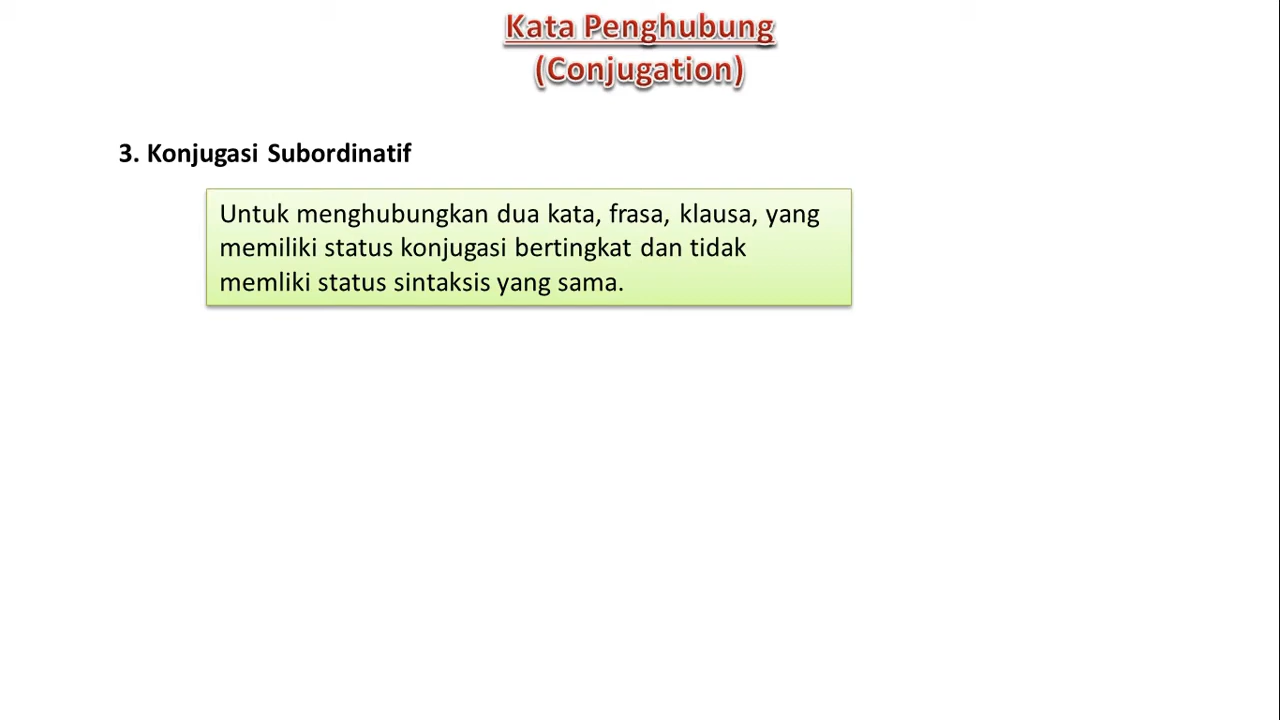 Kata Penghubung
(Conjugation)
3. Konjugasi Subordinatif
Untuk menghubungkan dua kata, frasa, klausa, yang
memiliki status konjugasi bertingkat dan tidak
memliki status sintaksis yang sama.